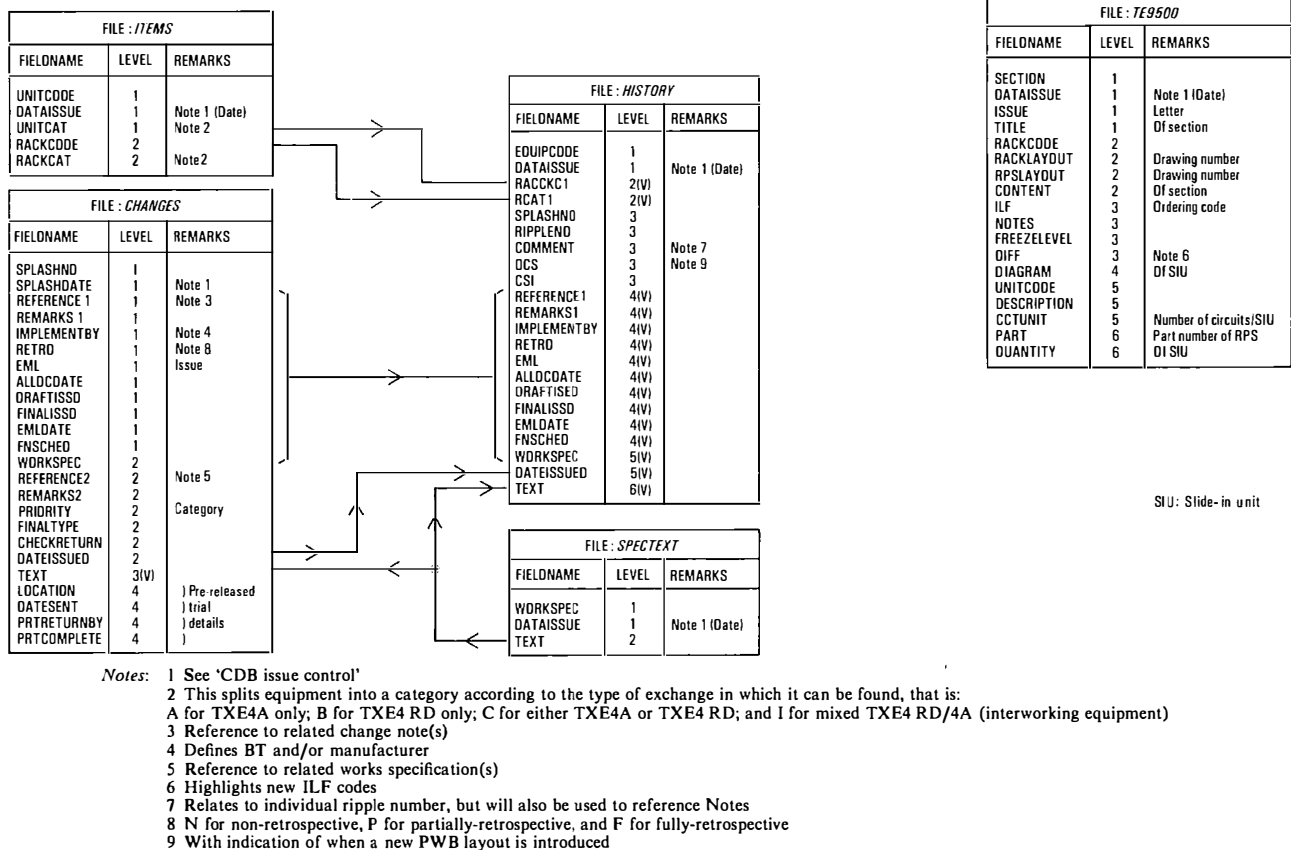 FILE : ITEMS
FIELDNAME LEVEL REMARKS
UNITCODE 1
DATAISSUE 1 Note 1 (Date)
UNITCAT 1 Note 2
RACKCODE 2
RACKCAT 2 Note2
FILE : CHANGES
FIELDNAME LEVEL REMARKS
SPLASHNO 1
SPLASHDATE 1 Note 1
REFERENCE 1 1 Note 3
REMARKS 1 1
IMPLEMENTBY 1 Note 4
RETRO 1 Note 8
EML 1 Issue
ALLOCDATE 1
DRAFTISSD 1
FINALISSD 1
EMLDATE 1
FNSCHED 1
WORKSPEC 2
REFERENCE2 2 Note 5
REMARKS2 2
PRIORITY 2 Category
FINALTYPE 2
CHECKRETURN 2
DATEISSUED 2
TEXT 3(V)
LOCATION 4 ) Pre-released
DATESENT 4 ) trial
PRTRETURNBY 4 ) details
PRTCOMPLETE 4 )
FILE : HISTORY
FIELDNAME LEVEL REMARKS
EQUIPCODE 1
DATAISSUE 1 Note 1 (Date)
RACCKC1 2(V)
RCAT1 2(V)
SPLASHNO 3
RIPPLENO 3
COMMENT 3 Note 7
DCS 3 Note 9
CSI 3
REFERENCE1 4(V)
REMARKS1 4(V)
IMPLEMENTBY 4(V)
RETRO 4(V)
EML 4(V)
ALLOCDATE 4(V)
DRAFTISED 4(V)
FINALISSD 4(V)
EMLDATE 4(V)
FNSCHED 4(V)
WORKSPEC 5(V)
DATEISSUED 5(V)
TEXT 6(V)
FILE : SPECTEXT
FIELDNAME LEVEL REMARKS
WORKSPEC 1
DATAISSUE 1 Note 1 (Date)
TEXT 2
FILE : TE9500
FIELDNAME LEVEL REMARKS
SECTION 1
DATAISSUE 1 Note 1 (Date)
ISSUE 1 Letter
TITLE 1 Of section
RACKCODE 2
RACKLAYOUT 2 Drawing number
RPSLAYOUT 2 Drawing number
CONTENT 2 Of section
ILF 3 Ordering code
NOTES 3
FREEZELEVEL 3
DIFF 3 Note 6
DIAGRAM 4 Of SIU
UNITCODE 5
DESCRIPTION 5
CCTUNIT 5 Number of circuits/SIU
PART 6 Part number of RPS
QUANTITY 6 Of SIU
SIU: Slide-in unit
Notes: 1 See 'CDB issue control'
2 This splits equipment into a category according to the type of exchange in which it can be found, that is:
A for TXE4A only; B for TXE4 RD only; C for either TXE4A or TXE4 RD; and I for mixed TXE4 RD/4A (interworking equipment)
3 Reference to related change note(s)
4 Defines BT and/or manufacturer
5 Reference to related works specification(s)
6 Highlights new ILF codes
7 Relates to individual ripple number, but will also be used to reference Notes
8 N for non-retrospective, P for partially-retrospective, and F for fully-retrospective
9 With indication of when a new PWB layout is introduced